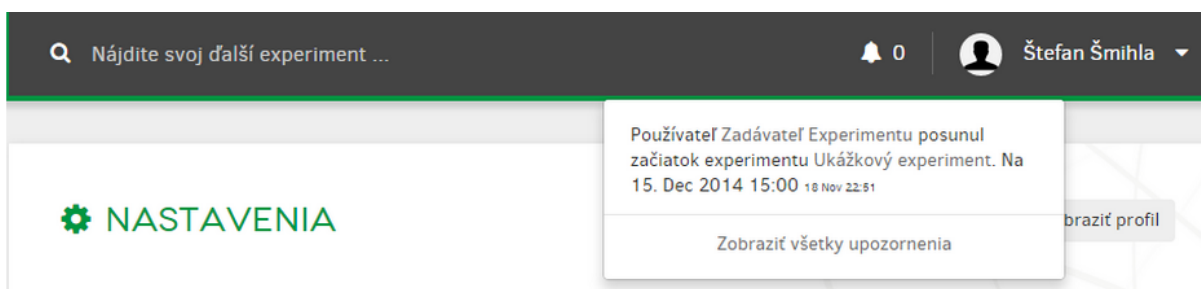 Nájdite svoj ďalší experiment ...
0
Štefan Šmihla
Používateľ Zadávateľ Experimentu posunul
začiatok experimentu Ukážkový experiment. Na
15. Dec 2014 15:00 18 Nov 22:51
NASTAVENIA
braziť profil
Zobraziť všetky upozornenia